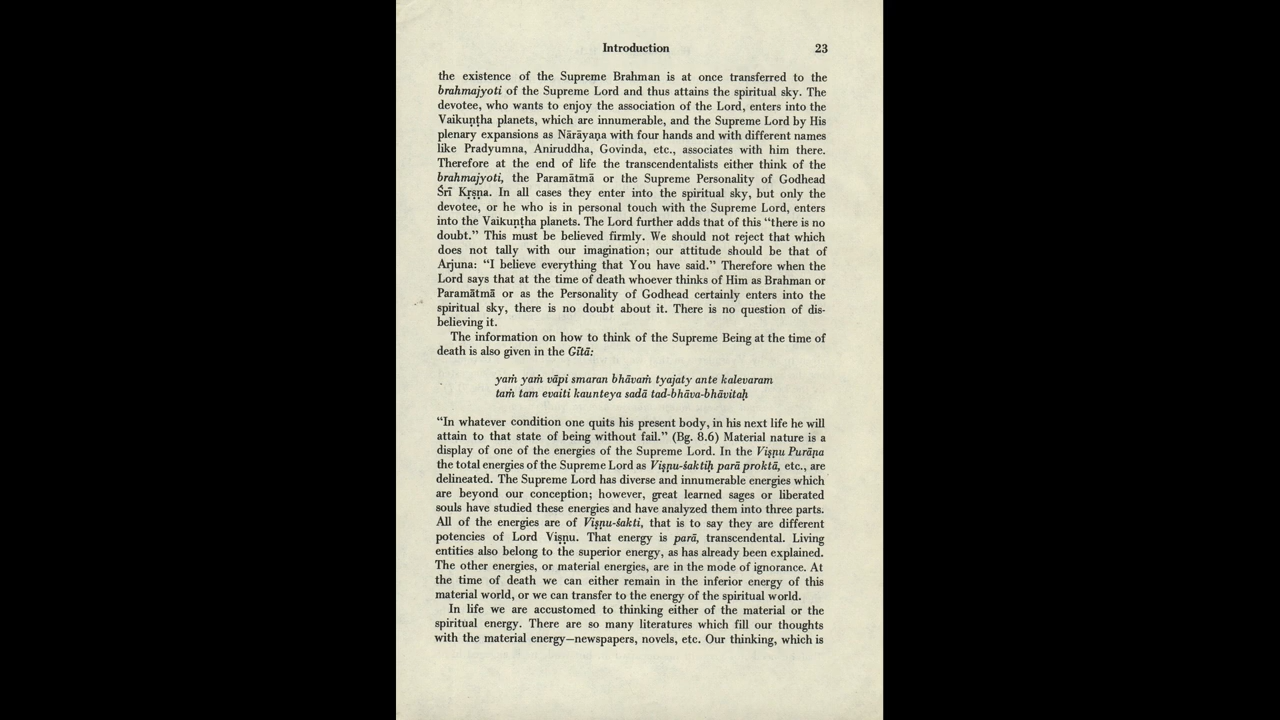 Introduction 23
the existence of the Supreme Brahman is at once transferred to the
brahmajyoti of the Supreme Lord and thus attains the spiritual sky. The
devotee, who wants to enjoy the association of the Lord, enters into the
Vaikuṇṭha planets, which are innumerable, and the Supreme Lord by His
plenary expansions as Nārāyaṇa with four hands and with different names
like Pradyumna, Aniruddha, Govinda, etc., associates with him there.
Therefore at the end of life the transcendentalists either think of the
brahmajyoti, the Paramātmā or the Supreme Personality of Godhead
Śrī Kṛṣṇa. In all cases they enter into the spiritual sky, but only the
devotee, or he who is in personal touch with the Supreme Lord, enters
into the Vaikuṇṭha planets. The Lord further adds that of this “there is no
doubt.” This must be believed firmly. We should not reject that which
does not tally with our imagination; our attitude should be that of
Arjuna: “I believe everything that You have said.” Therefore when the
Lord says that at the time of death whoever thinks of Him as Brahman or
Paramātmā or as the Personality of Godhead certainly enters into the
spiritual sky, there is no doubt about it. There is no question of dis-
believing it.
The information on how to think of the Supreme Being at the time of
death is also given in the Gītā:
yaṁ yaṁ vāpi smaran bhāvaṁ tyajaty ante kalevaram
taṁ tam evaiti kaunteya sadā tad-bhāva-bhāvitaḥ
“In whatever condition one quits his present body, in his next life he will
attain to that state of being without fail.” (Bg. 8.6) Material nature is a
display of one of the energies of the Supreme Lord. In the Viṣṇu Purāṇa
the total energies of the Supreme Lord as Viṣṇu-śaktiḥ parā proktā, etc., are
delineated. The Supreme Lord has diverse and innumerable energies which
are beyond our conception; however, great learned sages or liberated
souls have studied these energies and have analyzed them into three parts.
All of the energies are of Viṣṇu-śakti, that is to say they are different
potencies of Lord Viṣṇu. That energy is parā, transcendental. Living
entities also belong to the superior energy, as has already been explained.
The other energies, or material energies, are in the mode of ignorance. At
the time of death we can either remain in the inferior energy of this
material world, or we can transfer to the energy of the spiritual world.
In life we are accustomed to thinking either of the material or the
spiritual energy. There are so many literatures which fill our thoughts
with the material energy—newspapers, novels, etc. Our thinking, which is